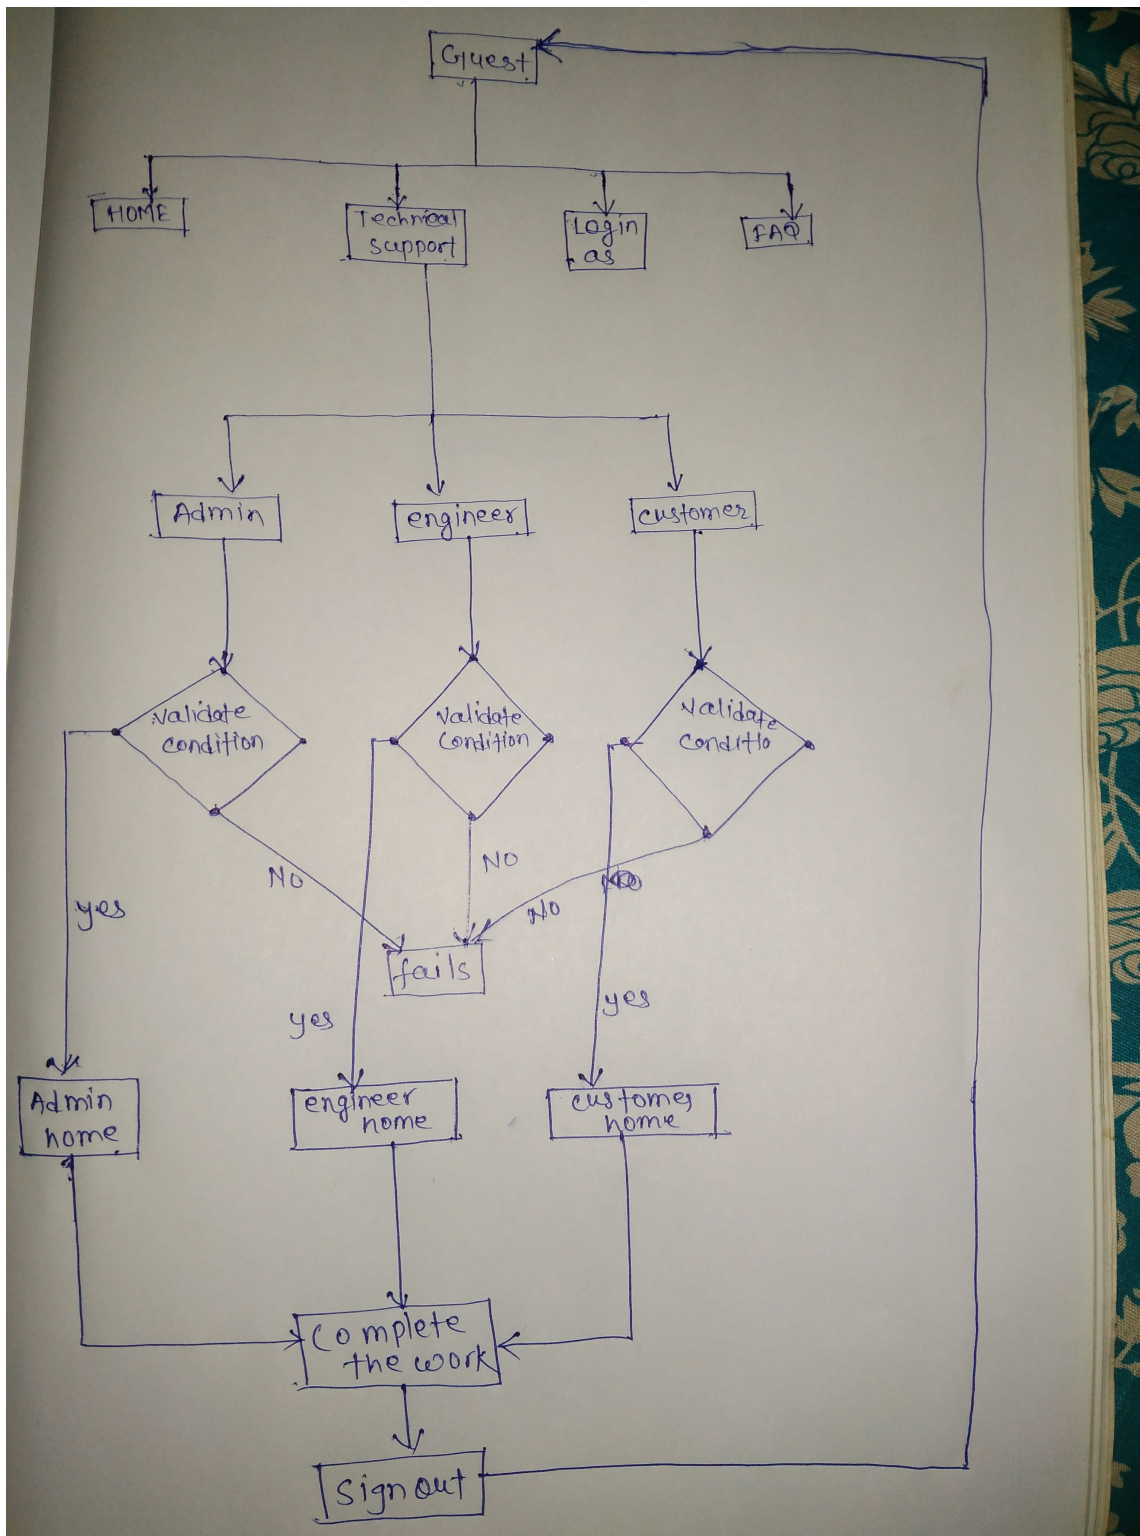 Guest
HOME
Technical
support
Login
as
FAQ
Admin
engineer
customer
Validate
condition
Validate
Condition
Validate
Conditio
No
NO
NO
yes
fails
yes
yes
Admin
home
engineer
home
customer
home
Complete
the work
Sign out